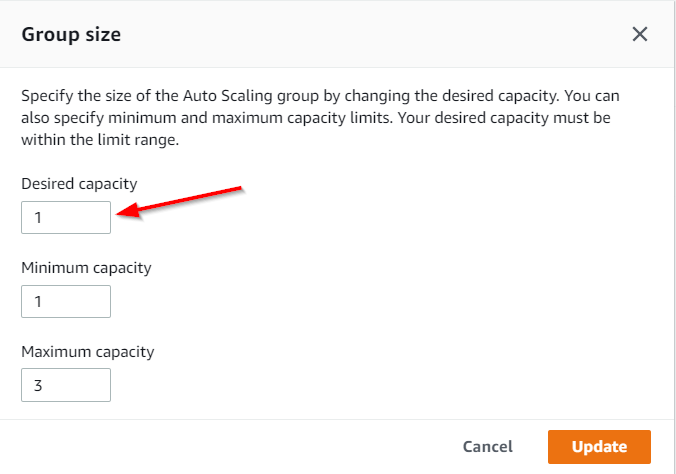 Group size
Specify the size of the Auto Scaling group by changing the desired capacity. You can
also specify minimum and maximum capacity limits. Your desired capacity must be
within the limit range.
Desired capacity
1
Minimum capacity
1
Maximum capacity
3
Cancel Update